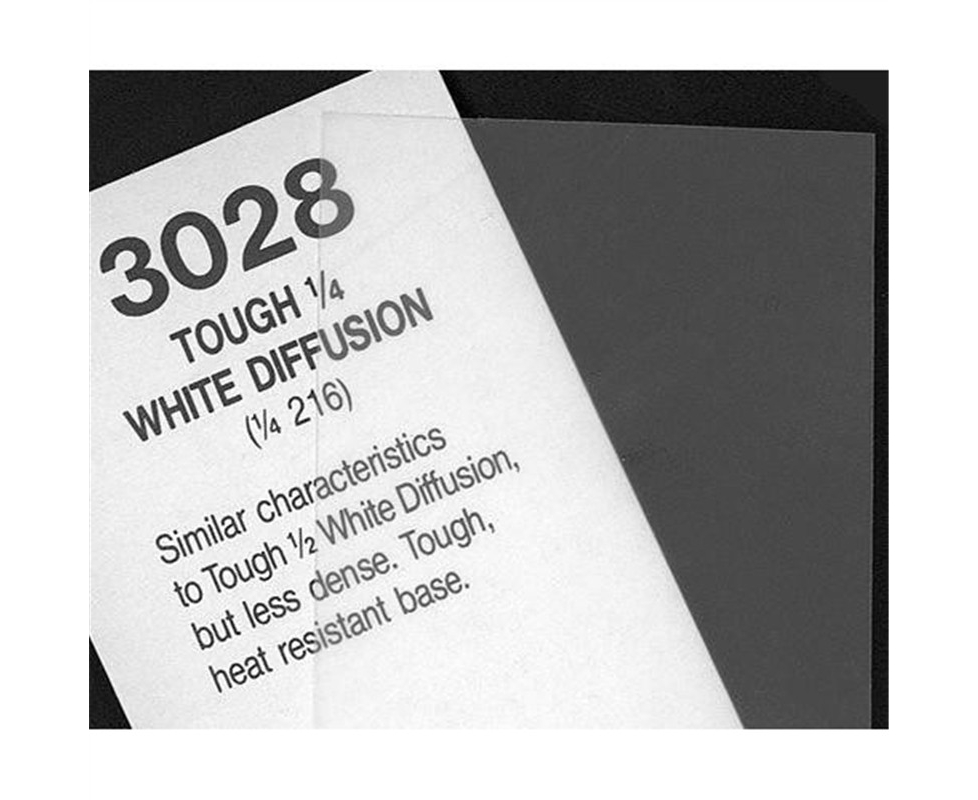 3028
TOUGH ¼
WHITE DIFFUSION
(¼ 216)
Similar characteristics
to Tough ½ White Diffusion,
but less dense. Tough,
heat resistant base.